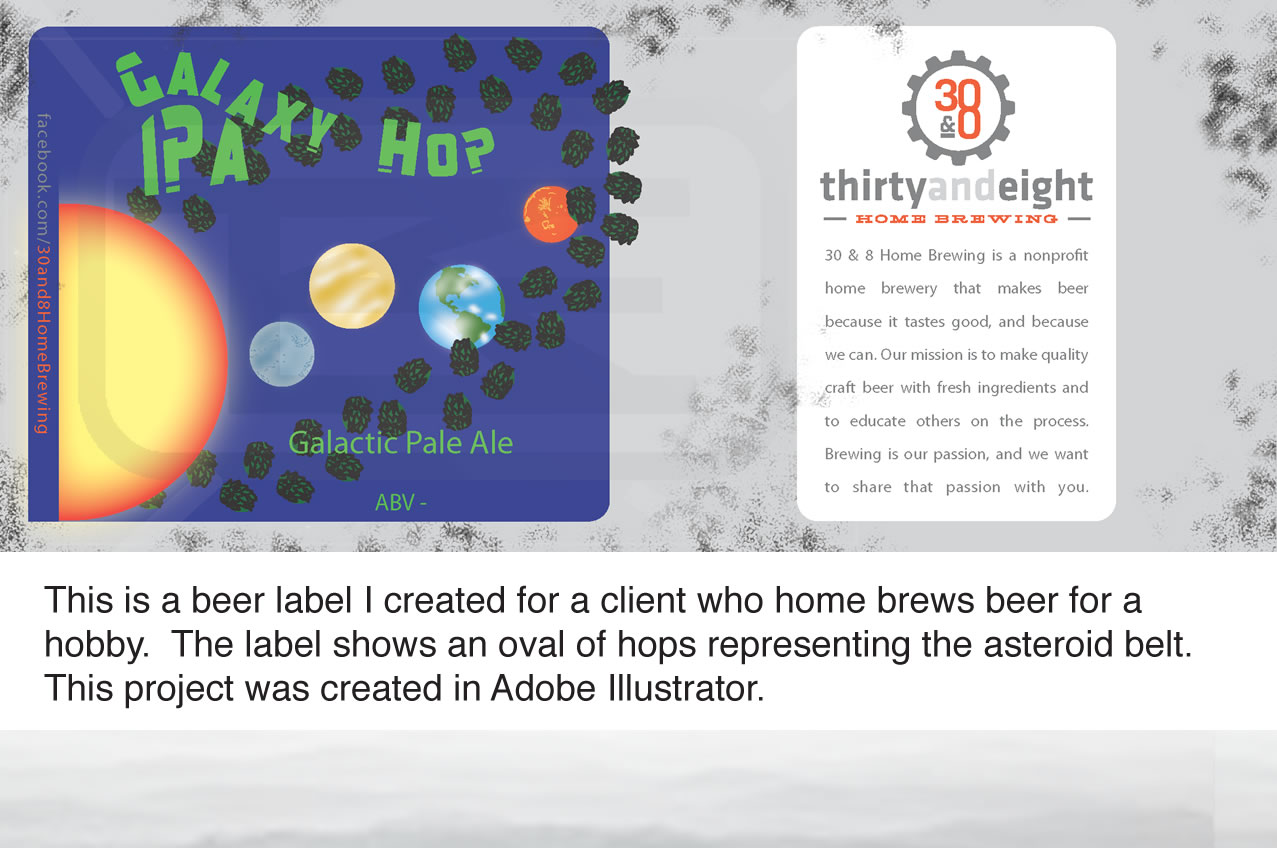 GALAXY HOP
IPA
facebook.com/30and8HomeBrewing
Galactic Pale Ale
ABV -
30
&8
thirtyandeight
HOME BREWING
30 & 8 Home Brewing is a nonprofit
home brewery that makes beer
because it tastes good, and because
we can. Our mission is to make quality
craft beer with fresh ingredients and
to educate others on the process.
Brewing is our passion, and we want
to share that passion with you.
This is a beer label I created for a client who home brews beer for a
hobby.  The label shows an oval of hops representing the asteroid belt.
This project was created in Adobe Illustrator.